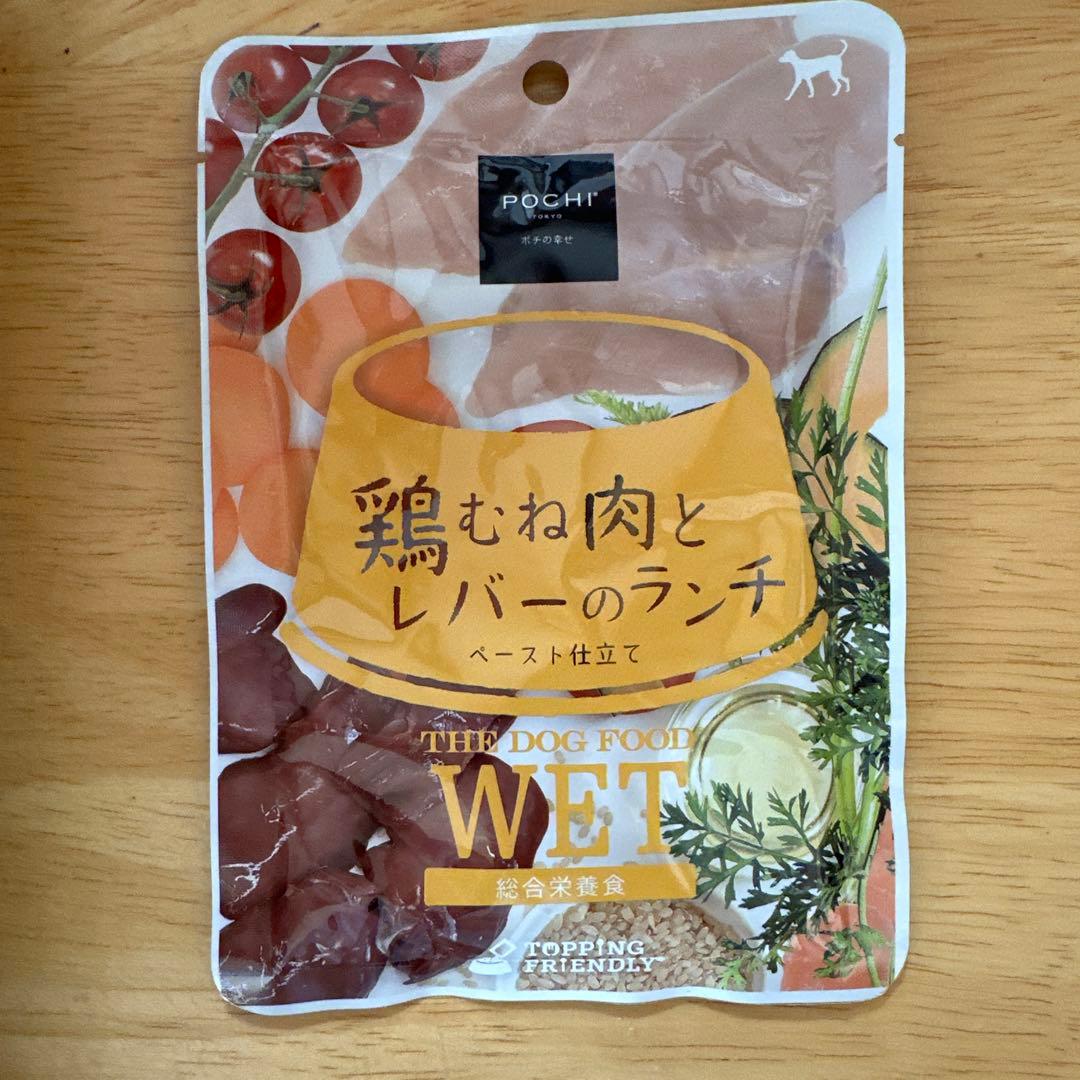 POCHI®
TOKYO
ポチの幸せ
鶏むね肉と
レバーのランチ
ペースト仕立て
THE DOG FOOD
WET
総合栄養食
TOPPING
FRIENDLY™